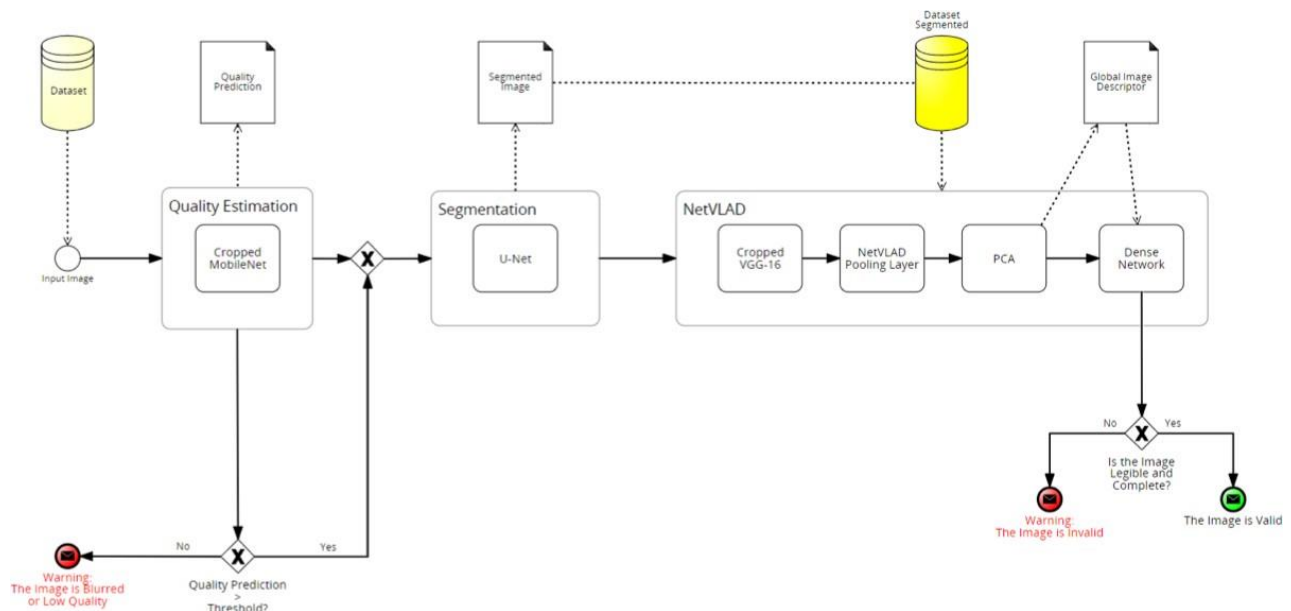 Dataset
Segmented
Dataset
Quality
Prediction
Segmented
Image
Global Image
Descriptor
Quality Estimation
Segmentation
NetVLAD
Cropped
MobileNet
X
U-Net
Cropped
VGG-16
NetVLAD
Pooling Layer
PCA
Dense
Network
Input Image
No
X
Yes
Is the Image
Legible and
Complete?
Warning:
The Image is Invalid
The Image is Valid
No
X
Yes
Warning:
The Image is Blurred
or Low Quality
Quality Prediction
>
Threshold?